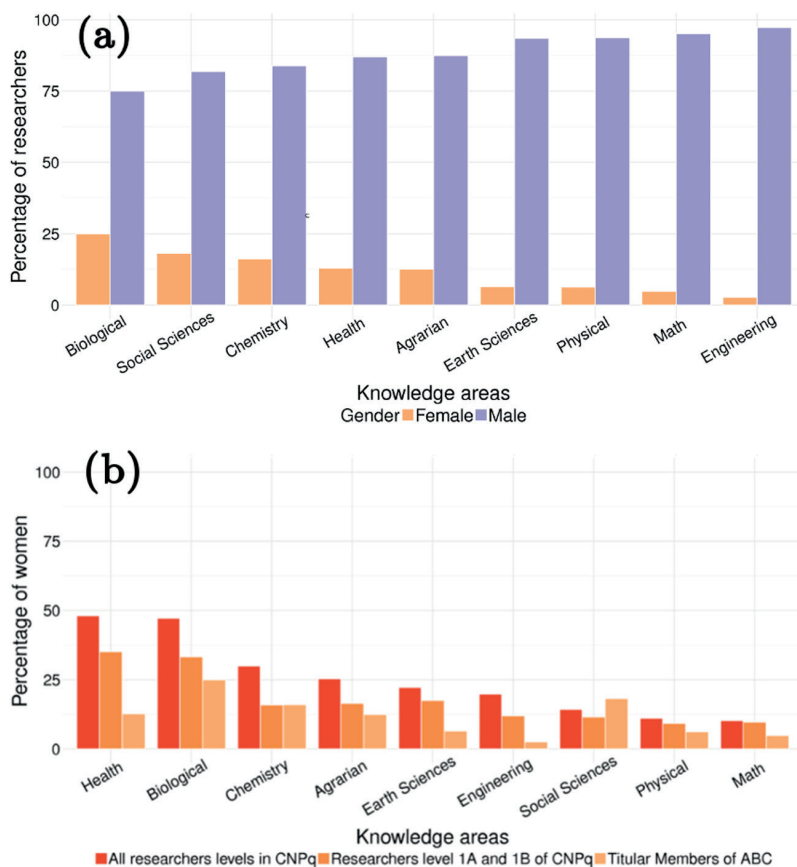 (a)
Percentage of researchers
100
75
50
25
0
Biological
Social Sciences
Chemistry
Health
Agrarian
Earth Sciences
Physical
Math
Engineering
Knowledge areas
Gender Female Male
(b)
Percentage of women
100
75
50
25
0
Health
Biological
Chemistry
Agrarian
Earth Sciences
Engineering
Social Sciences
Physical
Math
Knowledge areas
All researchers levels in CNPq Researchers level 1A and 1B of CNPq Titular Members of ABC